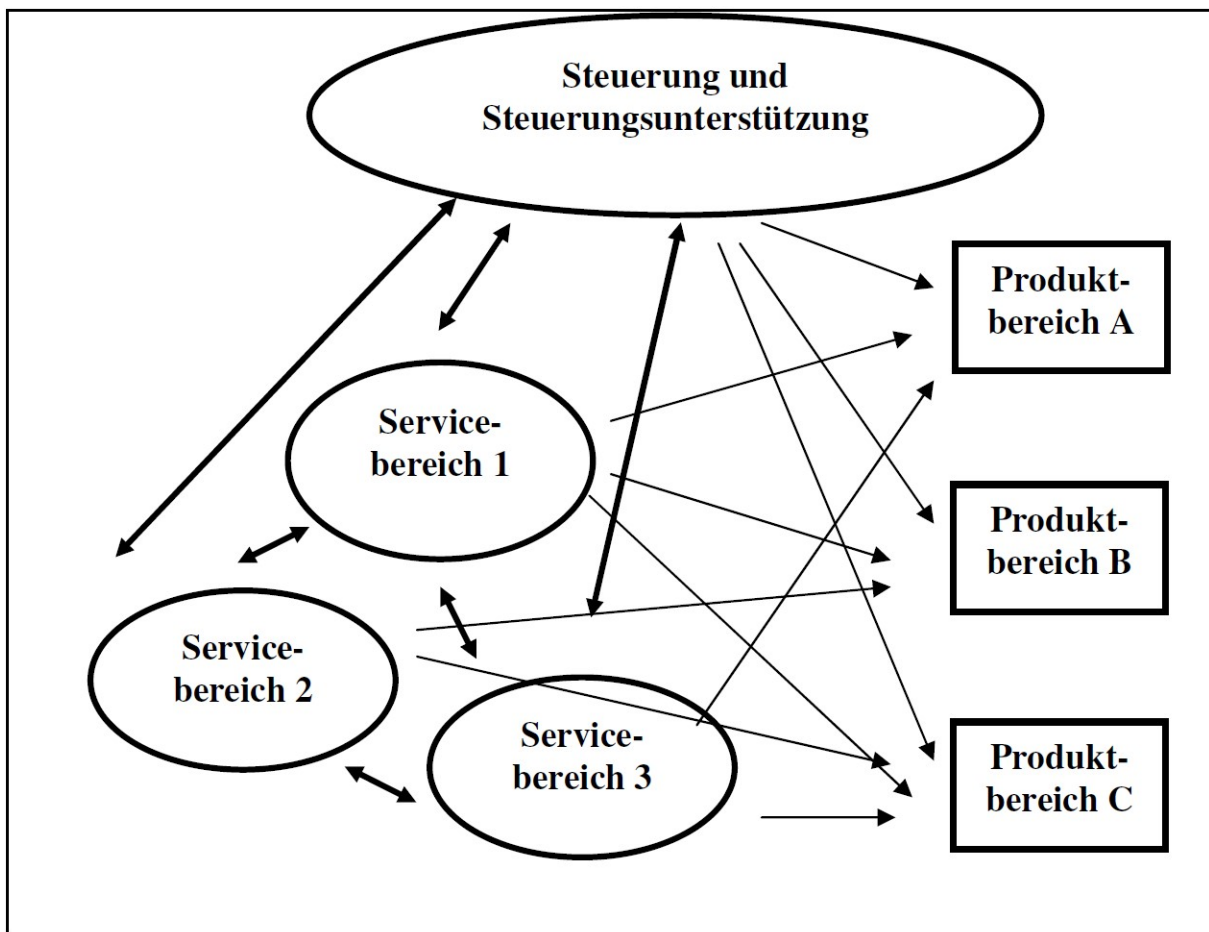 Steuerung und
Steuerungsunterstützung
Produkt-
bereich A
Service-
bereich 1
Produkt-
bereich B
Service-
bereich 2
Service-
bereich 3
Produkt-
bereich C